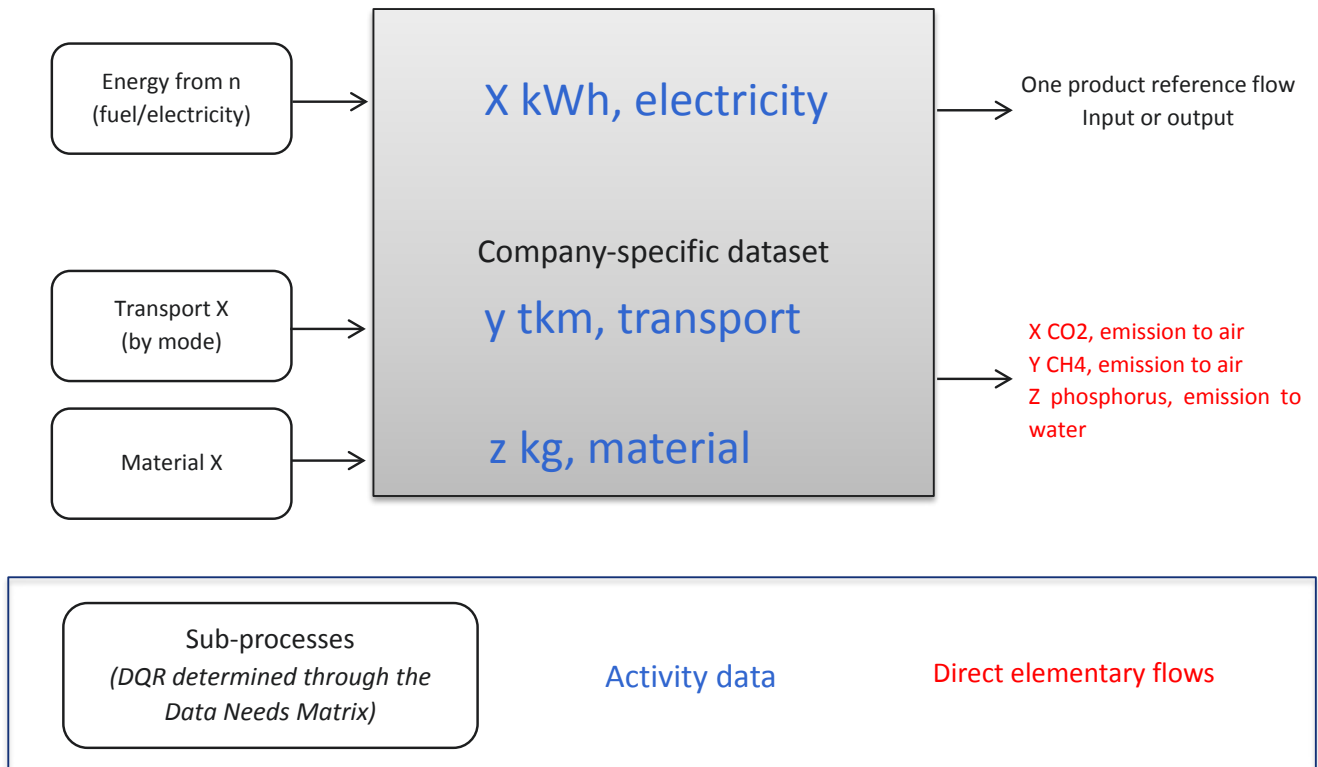 Energy from n
(fuel/electricity)
X kWh, electricity
One product reference flow
Input or output
Company-specific dataset
Transport X
(by mode)
y tkm, transport
X CO2, emission to air
Y CH4, emission to air
Z phosphorus, emission to
water
Material X
z kg, material
Sub-processes
(DQR determined through the
Data Needs Matrix)
Activity data
Direct elementary flows